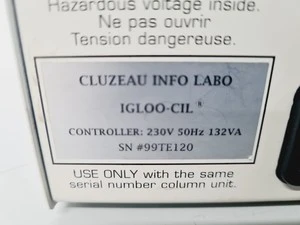 Hazardous voltage inside.
Ne pas ouvrir
Tension dangereuse.
CLUZEAU INFO LABO
IGLOO-CIL®
CONTROLLER: 230V 50Hz 132VA
SN #99TE120
USE ONLY with the same
serial number column unit.